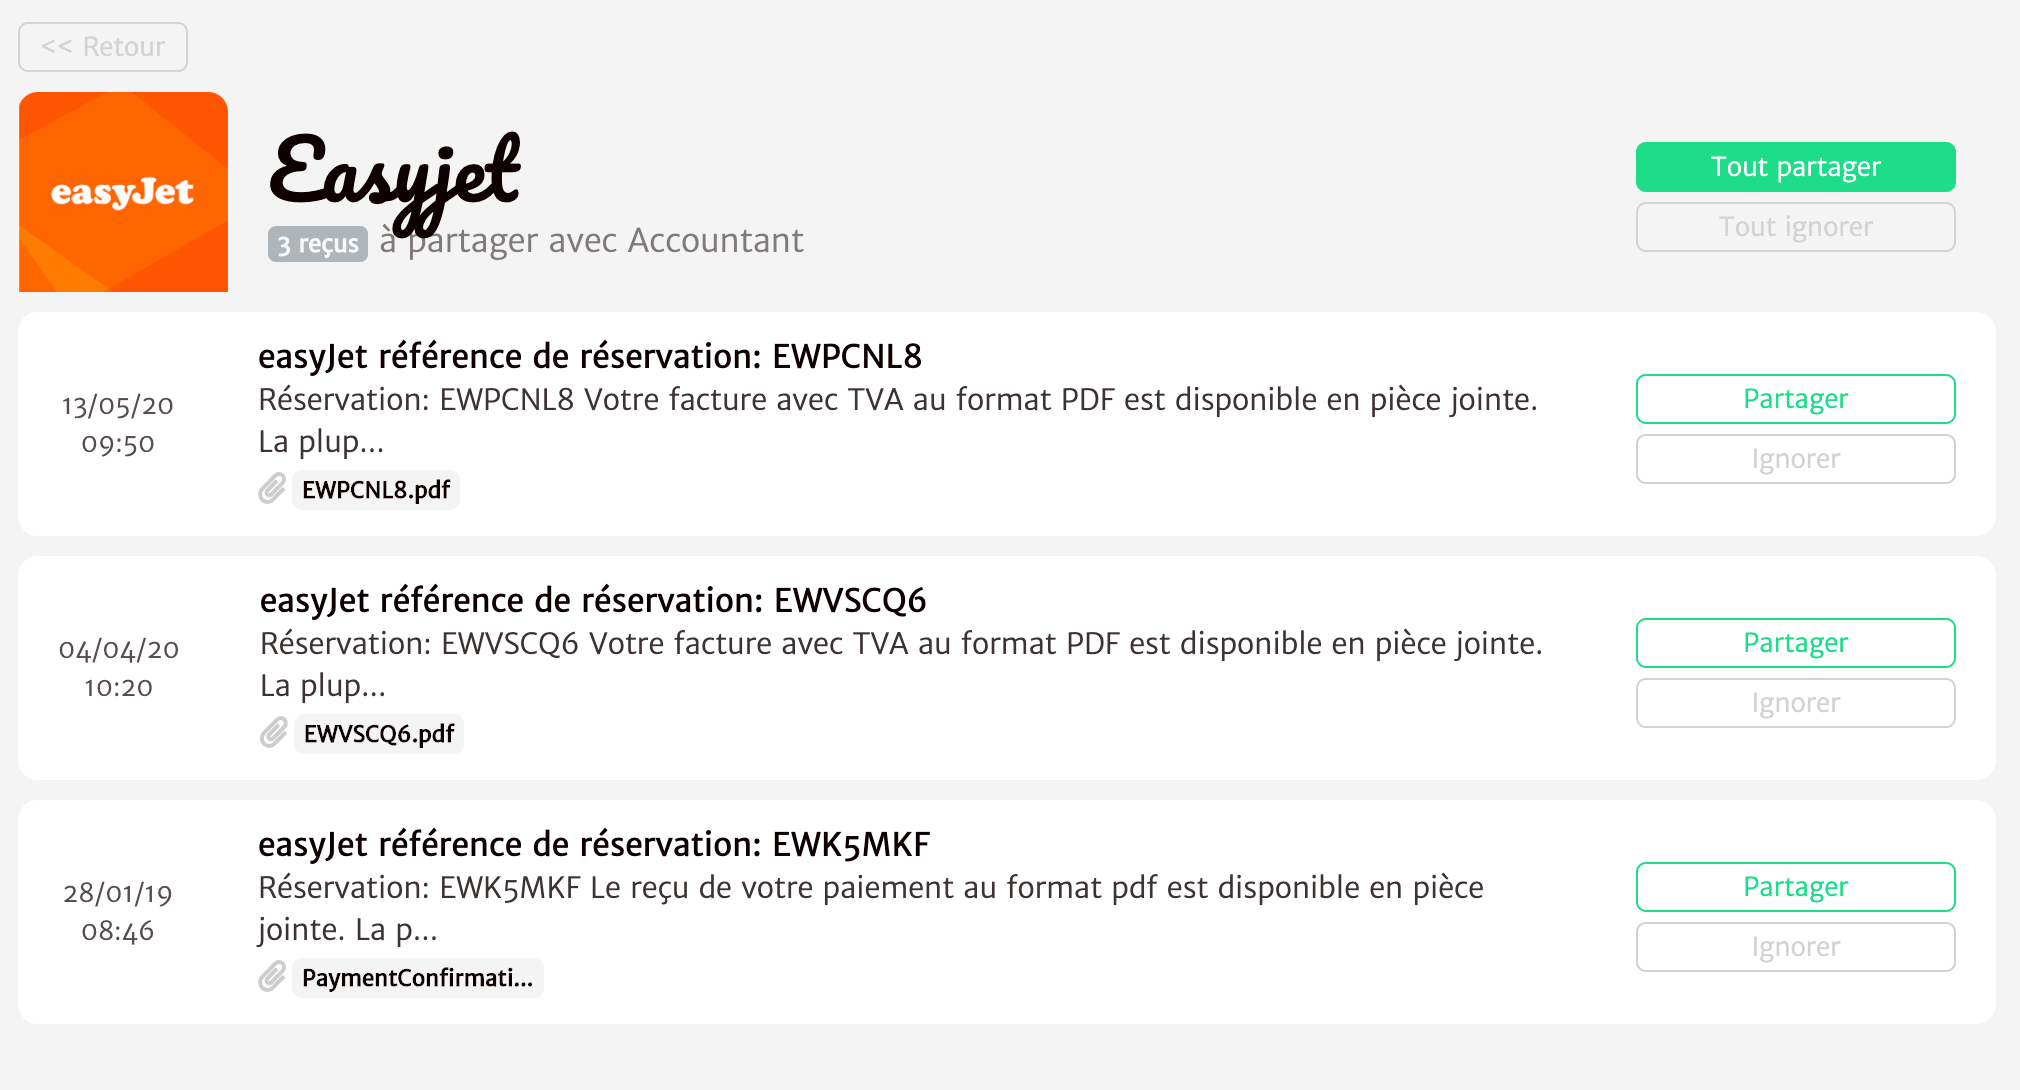 << Retour
easyJet
Easyjet
3 reçus à partager avec Accountant
Tout partager
Tout ignorer
13/05/20
09:50
easyJet référence de réservation: EWPCNL8
Réservation: EWPCNL8 Votre facture avec TVA au format PDF est disponible en pièce jointe.
La plup...
EWPCNL8.pdf
Partager
Ignorer
04/04/20
10:20
easyJet référence de réservation: EWVSCQ6
Réservation: EWVSCQ6 Votre facture avec TVA au format PDF est disponible en pièce jointe.
La plup...
EWVSCQ6.pdf
Partager
Ignorer
28/01/19
08:46
easyJet référence de réservation: EWK5MKF
Réservation: EWK5MKF Le reçu de votre paiement au format pdf est disponible en pièce
jointe. La p...
PaymentConfirmati...
Partager
Ignorer